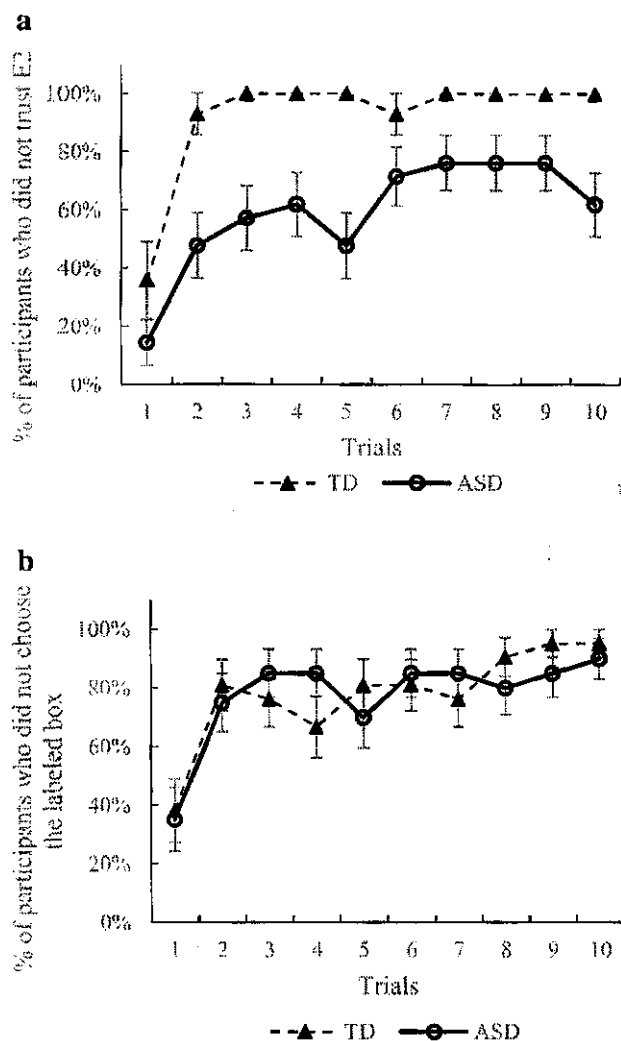 a
% of participants who did not trust E2
100%
80%
60%
40%
20%
0%
1 2 3 4 5 6 7 8 9 10
Trials
TD ASD
b
% of participants who did not choose
the labeled box
100%
80%
60%
40%
20%
0%
1 2 3 4 5 6 7 8 9 10
Trials
TD ASD